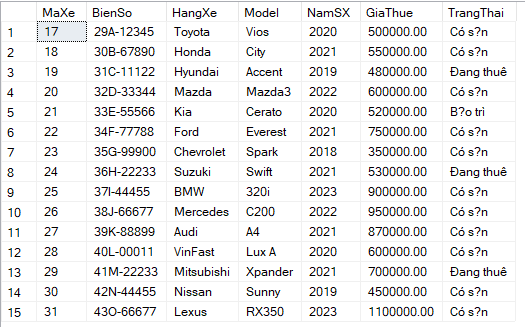 MaXe BienSo HangXe Model NamSX GiaThue TrangThai
1 17 29A-12345 Toyota Vios 2020 500000.00 Có s?n
2 18 30B-67890 Honda City 2021 550000.00 Có s?n
3 19 31C-11122 Hyundai Accent 2019 480000.00 Đang thuê
4 20 32D-33344 Mazda Mazda3 2022 600000.00 Có s?n
5 21 33E-55566 Kia Cerato 2020 520000.00 B?o trì
6 22 34F-77788 Ford Everest 2021 750000.00 Có s?n
7 23 35G-99900 Chevrolet Spark 2018 350000.00 Có s?n
8 24 36H-22233 Suzuki Swift 2021 530000.00 Đang thuê
9 25 37I-44455 BMW 320i 2023 900000.00 Có s?n
10 26 38J-66677 Mercedes C200 2022 950000.00 Có s?n
11 27 39K-88899 Audi A4 2021 870000.00 Có s?n
12 28 40L-00011 VinFast Lux A 2020 600000.00 Có s?n
13 29 41M-22233 Mitsubishi Xpander 2021 700000.00 Đang thuê
14 30 42N-44455 Nissan Sunny 2019 450000.00 Có s?n
15 31 43O-66677 Lexus RX350 2023 1100000.00 Có s?n